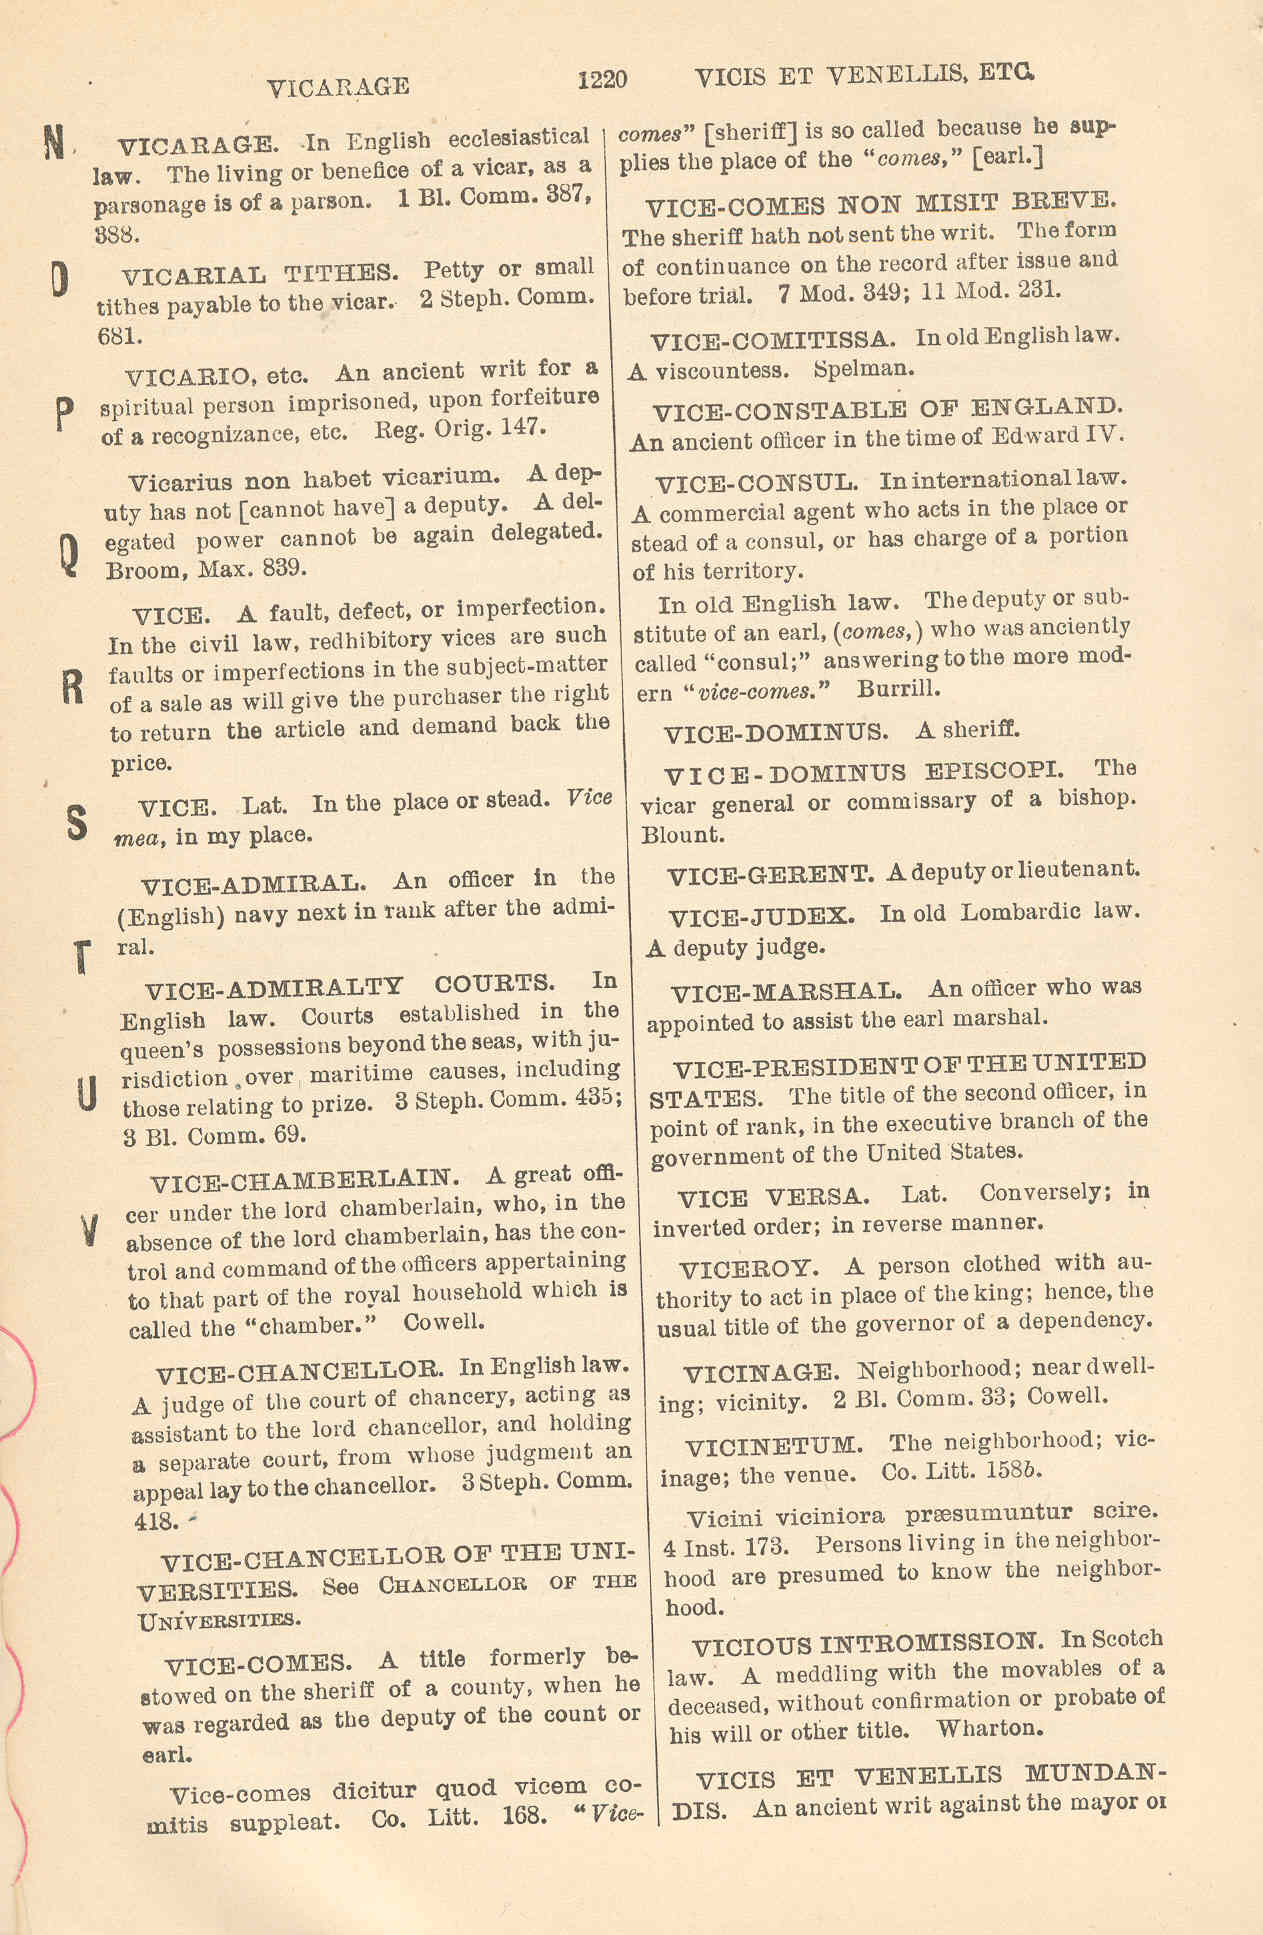 VICARAGE 1220 VICIS ET VENELLIS, ETC.
N
VICARAGE. In English ecclesiastical
law. The living or benefice of a vicar, as a
parsonage is of a parson. 1 Bl. Comm. 387,
388.
O
VICARIAL TITHES. Petty or small
tithes payable to the vicar. 2 Steph. Comm.
681.
VICARIO, etc. An ancient writ for a
P
spiritual person imprisoned, upon forfeiture
of a recognizance, etc. Reg. Orig. 147.
Vicarius non habet vicarium. A dep-
uty has not [cannot have] a deputy. A del-
Q
egated power cannot be again delegated.
Broom, Max. 839.
VICE. A fault, defect, or imperfection.
In the civil law, redhibitory vices are such
R
faults or imperfections in the subject-matter
of a sale as will give the purchaser the right
to return the article and demand back the
price.
S
VICE. Lat. In the place or stead. Vice
mea, in my place.
VICE-ADMIRAL. An officer in the
(English) navy next in rank after the admi-
T
ral.
VICE-ADMIRALTY COURTS. In
English law. Courts established in the
queen's possessions beyond the seas, with ju-
U
risdiction over maritime causes, including
those relating to prize. 3 Steph. Comm. 435;
3 Bl. Comm. 69.
VICE-CHAMBERLAIN. A great offi-
cer under the lord chamberlain, who, in the
V
absence of the lord chamberlain, has the con-
trol and command of the officers appertaining
to that part of the royal household which is
called the "chamber." Cowell.
VICE-CHANCELLOR. In English law.
A judge of the court of chancery, acting as
assistant to the lord chancellor, and holding
a separate court, from whose judgment an
appeal lay to the chancellor. 3 Steph. Comm.
418.
VICE-CHANCELLOR OF THE UNI-
VERSITIES. See CHANCELLOR OF THE
UNIVERSITIES.
VICE-COMES. A title formerly be-
stowed on the sheriff of a county, when he
was regarded as the deputy of the count or
earl.
Vice-comes dicitur quod vicem co-
mitis suppleat. Co. Litt. 168. "Vice-
comes" [sheriff] is so called because he sup-
plies the place of the "comes," [earl.]
VICE-COMES NON MISIT BREVE.
The sheriff hath not sent the writ. The form
of continuance on the record after issue and
before trial. 7 Mod. 349; 11 Mod. 231.
VICE-COMITISSA. In old English law.
A viscountess. Spelman.
VICE-CONSTABLE OF ENGLAND.
An ancient officer in the time of Edward IV.
VICE-CONSUL. In international law.
A commercial agent who acts in the place or
stead of a consul, or has charge of a portion
of his territory.
In old English law. The deputy or sub-
stitute of an earl, (comes,) who was anciently
called "consul;" answering to the more mod-
ern "vice-comes." Burrill.
VICE-DOMINUS. A sheriff.
VICE-DOMINUS EPISCOPI. The
vicar general or commissary of a bishop.
Blount.
VICE-GERENT. A deputy or lieutenant.
VICE-JUDEX. In old Lombardic law.
A deputy judge.
VICE-MARSHAL. An officer who was
appointed to assist the earl marshal.
VICE-PRESIDENT OF THE UNITED
STATES. The title of the second officer, in
point of rank, in the executive branch of the
government of the United States.
VICE VERSA. Lat. Conversely; in
inverted order; in reverse manner.
VICEROY. A person clothed with au-
thority to act in place of the king; hence, the
usual title of the governor of a dependency.
VICINAGE. Neighborhood; near dwell-
ing; vicinity. 2 Bl. Comm. 33; Cowell.
VICINETUM. The neighborhood; vic-
inage; the venue. Co. Litt. 158b.
Vicini viciniora præsumuntur scire.
4 Inst. 173. Persons living in the neighbor-
hood are presumed to know the neighbor-
hood.
VICIOUS INTROMISSION. In Scotch
law. A meddling with the movables of a
deceased, without confirmation or probate of
his will or other title. Wharton.
VICIS ET VENELLIS MUNDAN-
DIS. An ancient writ against the mayor or